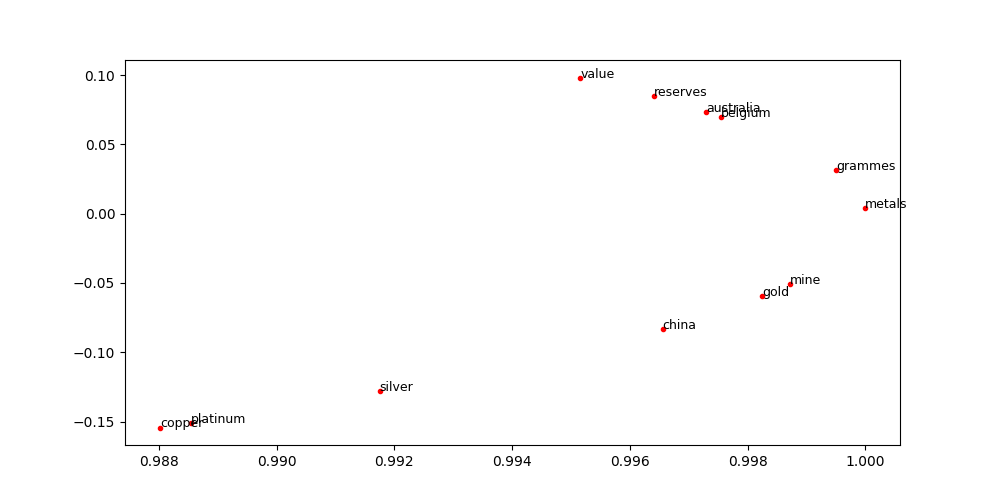 0.10
0.05
0.00
−0.05
−0.10
−0.15
value
reserves
australia
belgium
grammes
metals
mine
gold
china
silver
platinum
copper
0.988 0.990 0.992 0.994 0.996 0.998 1.000